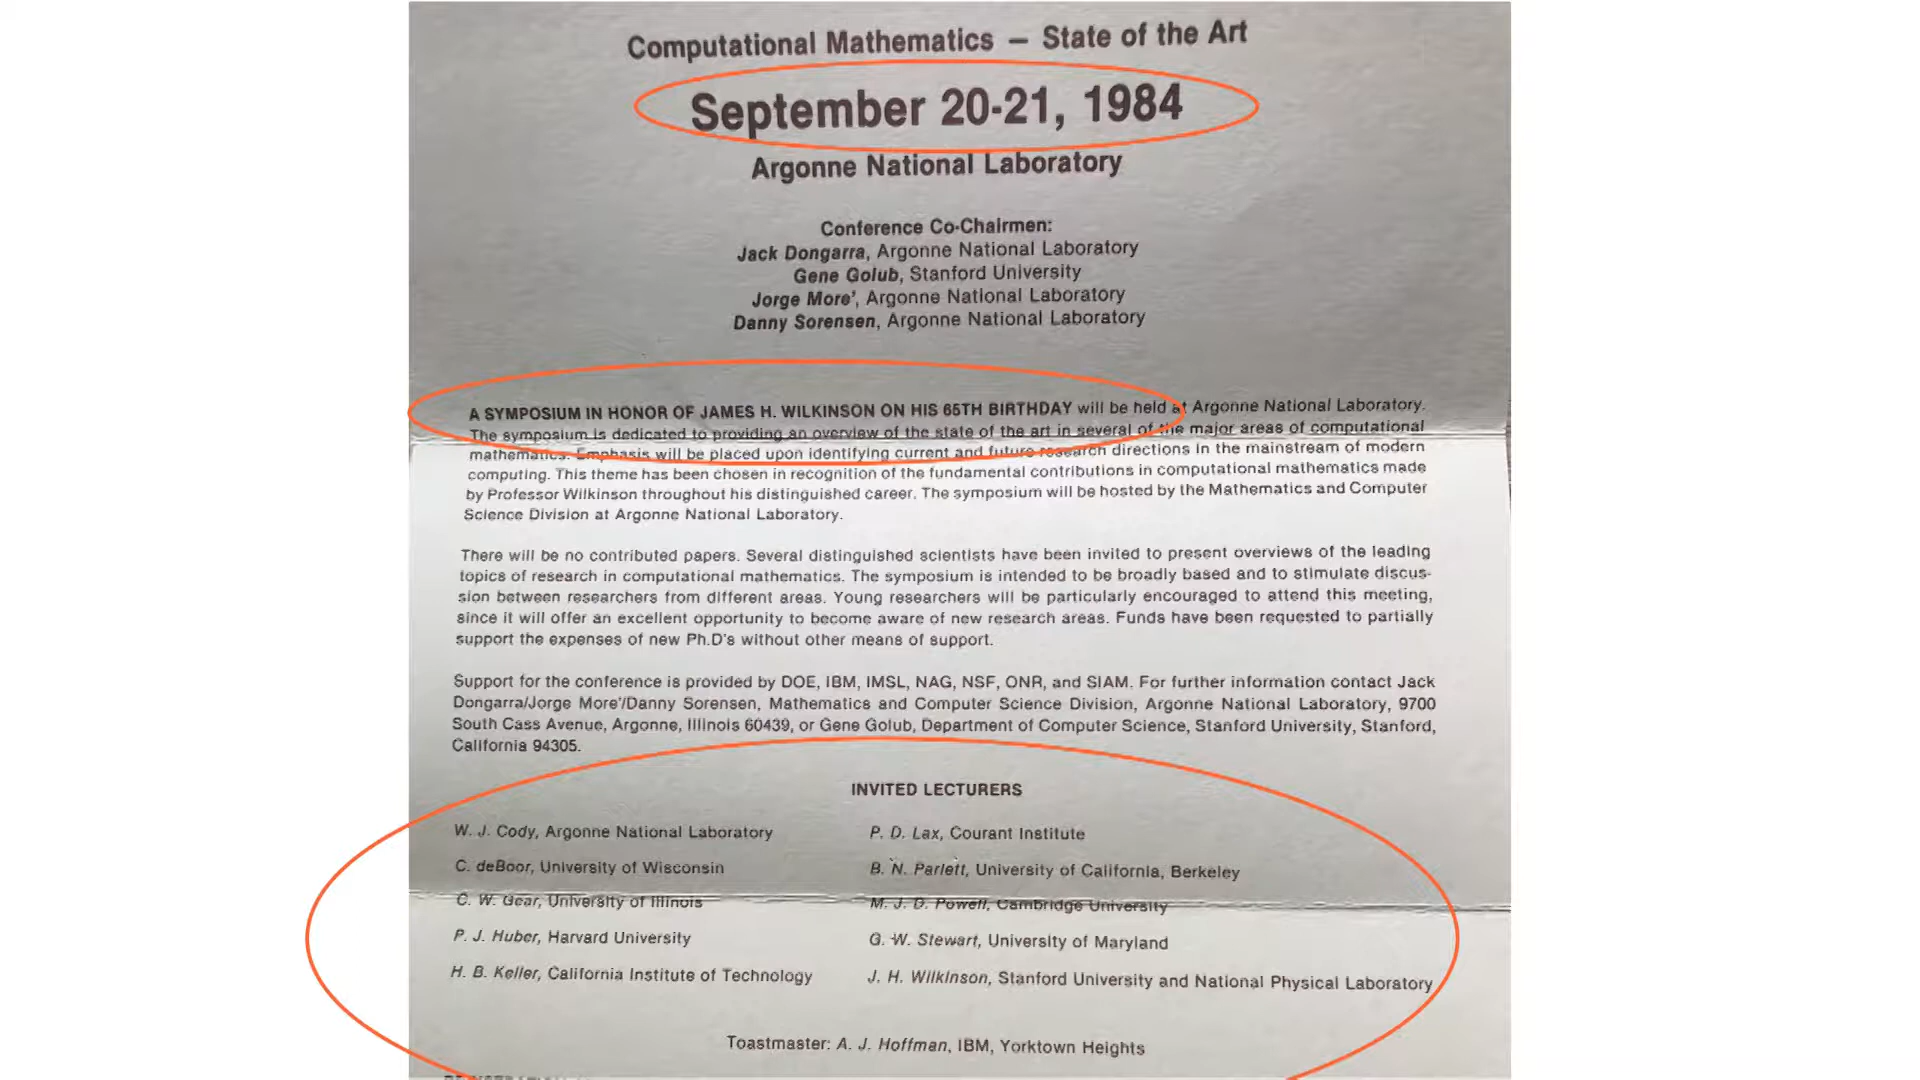 Computational Mathematics — State of the Art
September 20-21, 1984
Argonne National Laboratory
Conference Co-Chairmen:
Jack Dongarra, Argonne National Laboratory
Gene Golub, Stanford University
Jorge More', Argonne National Laboratory
Danny Sorensen, Argonne National Laboratory
A SYMPOSIUM IN HONOR OF JAMES H. WILKINSON ON HIS 65TH BIRTHDAY will be held at Argonne National Laboratory.
The symposium is dedicated to providing an overview of the state of the art in several of the major areas of computational
mathematics. Emphasis will be placed upon identifying current and future research directions in the mainstream of modern
computing. This theme has been chosen in recognition of the fundamental contributions in computational mathematics made
by Professor Wilkinson throughout his distinguished career. The symposium will be hosted by the Mathematics and Computer
Science Division at Argonne National Laboratory.
There will be no contributed papers. Several distinguished scientists have been invited to present overviews of the leading
topics of research in computational mathematics. The symposium is intended to be broadly based and to stimulate discus-
sion between researchers from different areas. Young researchers will be particularly encouraged to attend this meeting,
since it will offer an excellent opportunity to become aware of new research areas. Funds have been requested to partially
support the expenses of new Ph.D's without other means of support.
Support for the conference is provided by DOE, IBM, IMSL, NAG, NSF, ONR, and SIAM. For further information contact Jack
Dongarra/Jorge More'/Danny Sorensen, Mathematics and Computer Science Division, Argonne National Laboratory, 9700
South Cass Avenue, Argonne, Illinois 60439, or Gene Golub, Department of Computer Science, Stanford University, Stanford,
California 94305.
INVITED LECTURERS
W. J. Cody, Argonne National Laboratory
C. deBoor, University of Wisconsin
C. W. Gear, University of Illinois
P. J. Huber, Harvard University
H. B. Keller, California Institute of Technology
P. D. Lax, Courant Institute
B. N. Parlett, University of California, Berkeley
M. J. D. Powell, Cambridge University
G. W. Stewart, University of Maryland
J. H. Wilkinson, Stanford University and National Physical Laboratory
Toastmaster: A. J. Hoffman, IBM, Yorktown Heights